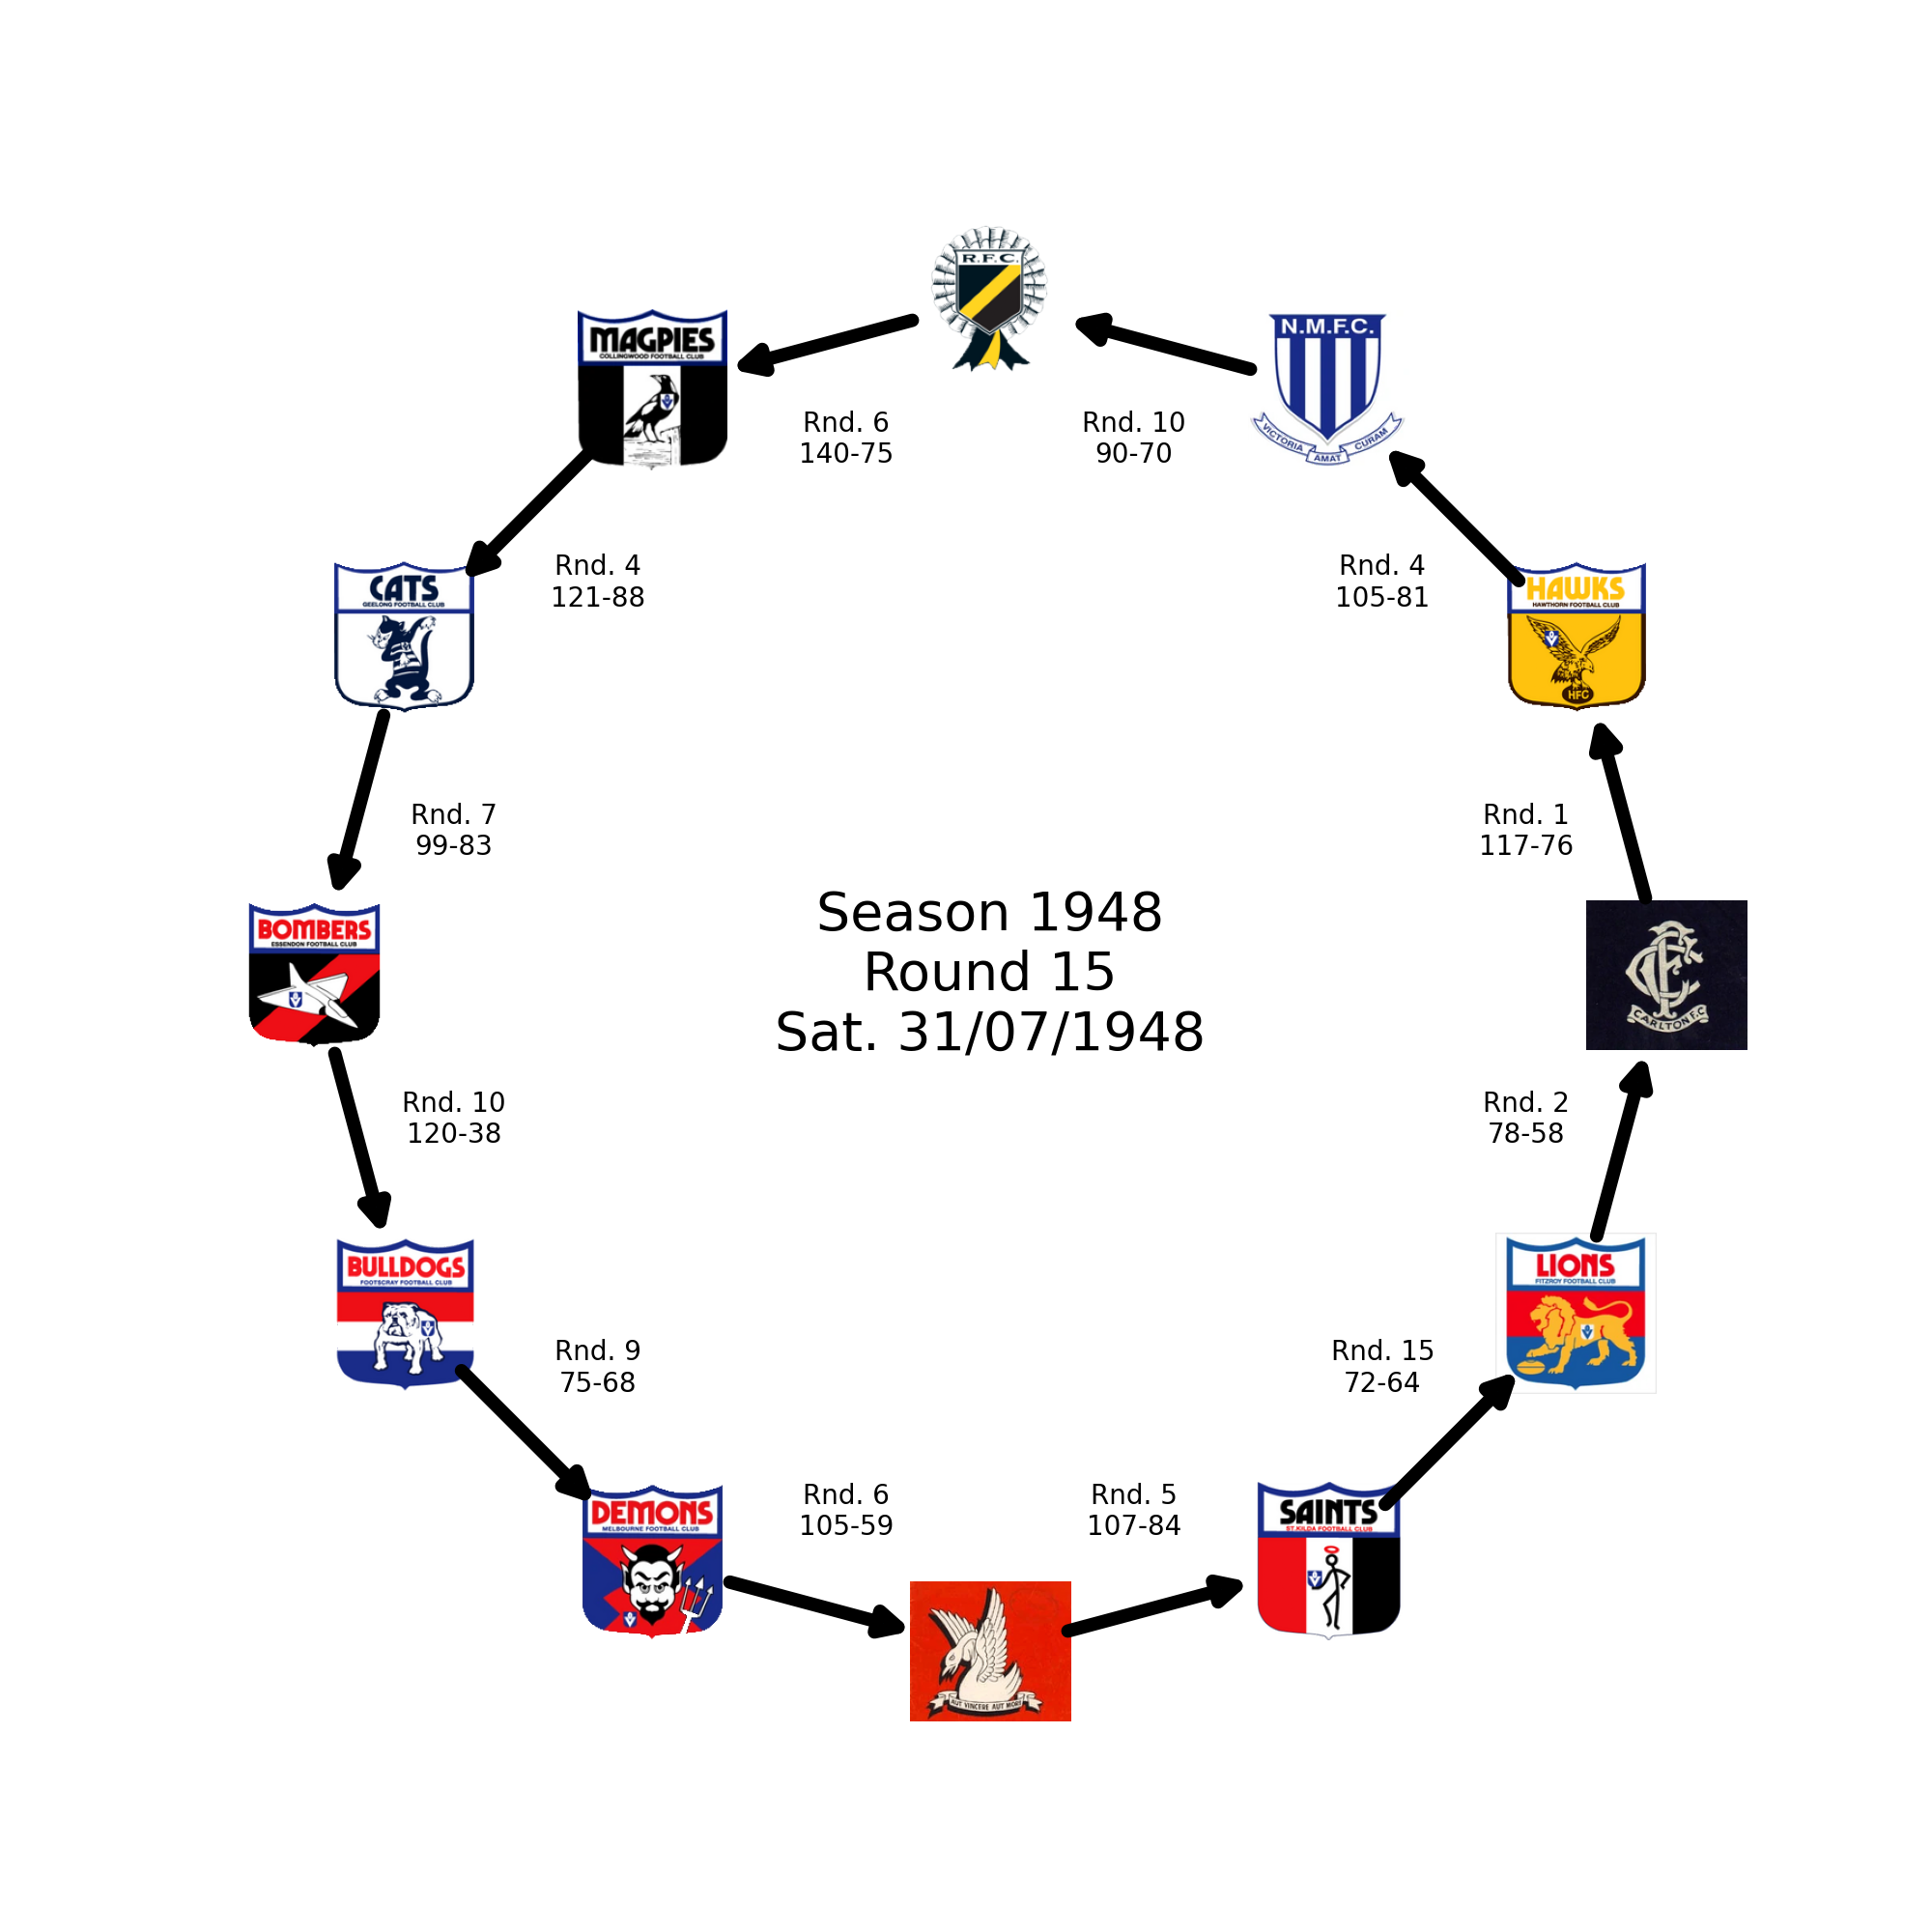 R.F.C.
N.M.F.C.
VICTORIA
AMAT
CURAM
MAGPIES
COLLINGWOOD FOOTBALL CLUB
Rnd. 6
140-75
Rnd. 10
90-70
CATS
GEELONG FOOTBALL CLUB
Rnd. 4
121-88
Rnd. 4
105-81
HAWKS
HAWTHORN FOOTBALL CLUB
HFC
Rnd. 7
99-83
Rnd. 1
117-76
BOMBERS
ESSENDON FOOTBALL CLUB
Season 1948
Round 15
Sat. 31/07/1948
CFC
CARLTON F.C
Rnd. 10
120-38
Rnd. 2
78-58
BULLDOGS
FOOTSCRAY FOOTBALL CLUB
LIONS
FITZROY FOOTBALL CLUB
Rnd. 9
75-68
Rnd. 15
72-64
DEMONS
MELBOURNE FOOTBALL CLUB
Rnd. 6
105-59
Rnd. 5
107-84
SAINTS
ST.KILDA FOOTBALL CLUB
AUT VINCERE AUT MORI